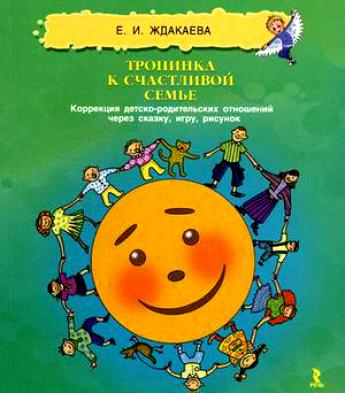 Е. И. ЖДАКАЕВА
ТРОПИНКА
К СЧАСТЛИВОЙ
СЕМЬЕ
Коррекция детско-родительских отношений
через сказку, игру, рисунок
РЕЧЬ